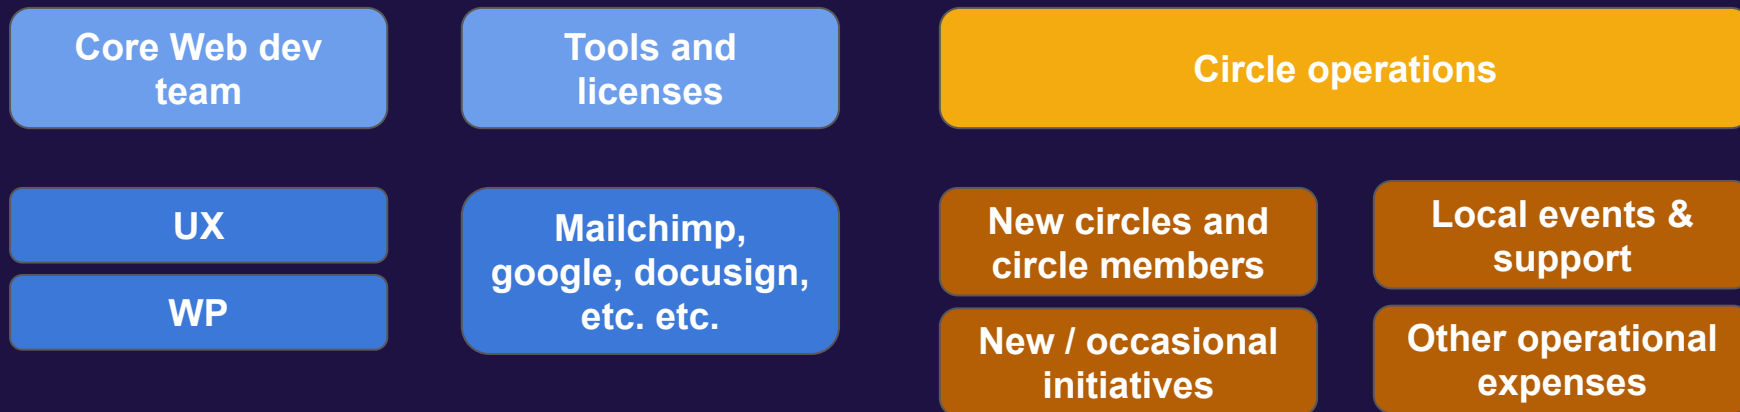 Core Web dev
team
Tools and
licenses
Circle operations
UX
WP
Mailchimp,
google, docusign,
etc. etc.
New circles and
circle members
Local events &
support
New / occasional
initiatives
Other operational
expenses